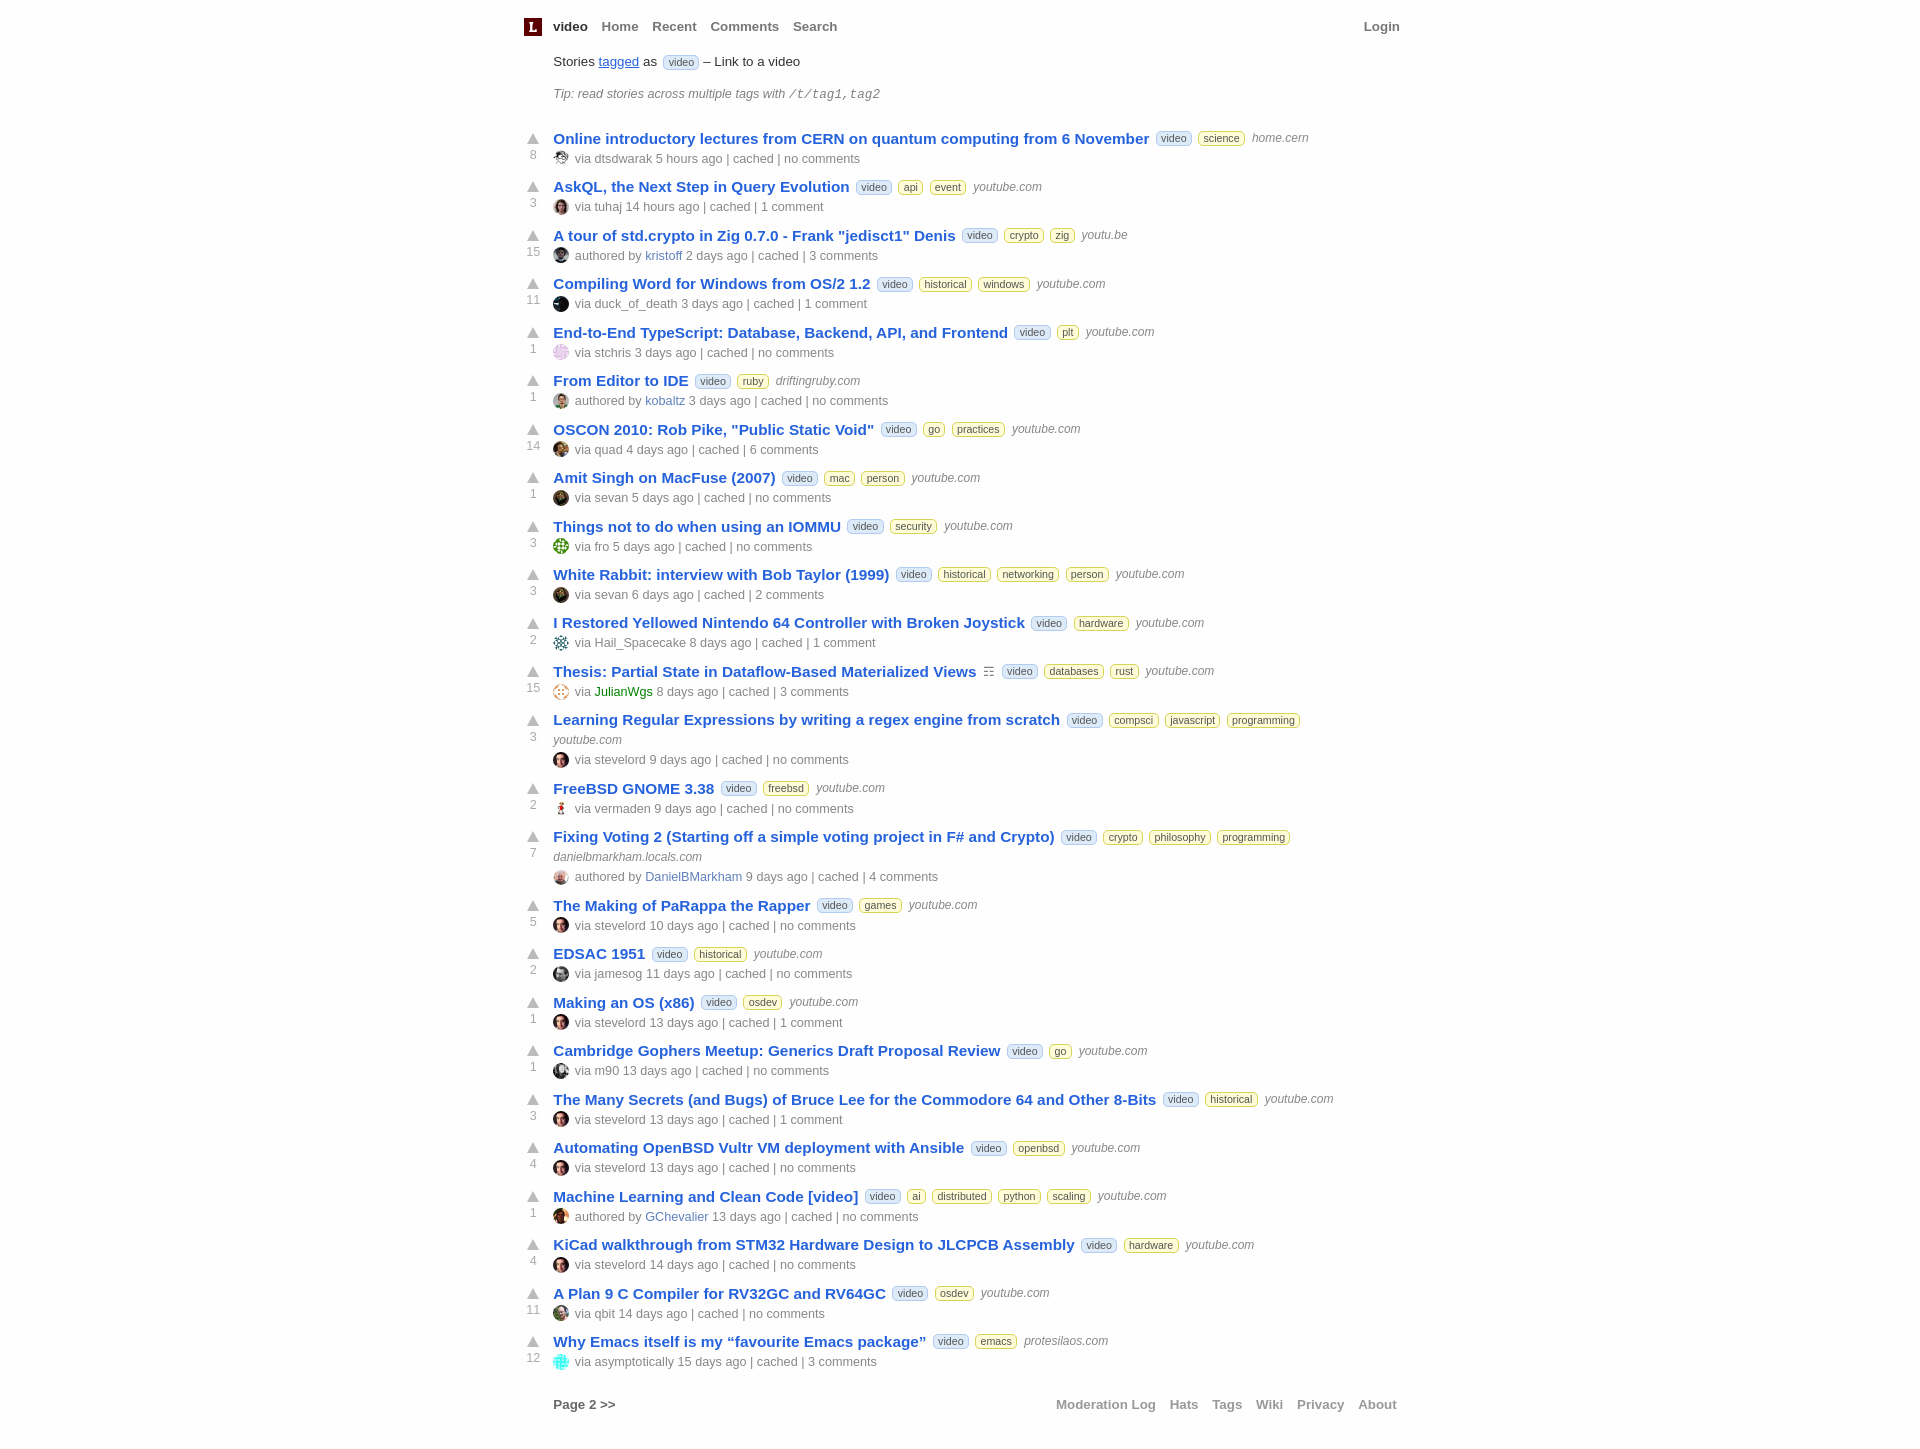 L video Home Recent Comments Search Login
Stories tagged as video – Link to a video
Tip: read stories across multiple tags with /t/tag1,tag2
Online introductory lectures from CERN on quantum computing from 6 November video science home.cern
8 via dtsdwarak 5 hours ago | cached | no comments
AskQL, the Next Step in Query Evolution video api event youtube.com
3 via tuhaj 14 hours ago | cached | 1 comment
A tour of std.crypto in Zig 0.7.0 - Frank "jedisct1" Denis video crypto zig youtu.be
15 authored by kristoff 2 days ago | cached | 3 comments
Compiling Word for Windows from OS/2 1.2 video historical windows youtube.com
11 via duck_of_death 3 days ago | cached | 1 comment
End-to-End TypeScript: Database, Backend, API, and Frontend video plt youtube.com
1 via stchris 3 days ago | cached | no comments
From Editor to IDE video ruby driftingruby.com
1 authored by kobaltz 3 days ago | cached | no comments
OSCON 2010: Rob Pike, "Public Static Void" video go practices youtube.com
14 via quad 4 days ago | cached | 6 comments
Amit Singh on MacFuse (2007) video mac person youtube.com
1 via sevan 5 days ago | cached | no comments
Things not to do when using an IOMMU video security youtube.com
3 via fro 5 days ago | cached | no comments
White Rabbit: interview with Bob Taylor (1999) video historical networking person youtube.com
3 via sevan 6 days ago | cached | 2 comments
I Restored Yellowed Nintendo 64 Controller with Broken Joystick video hardware youtube.com
2 via Hail_Spacecake 8 days ago | cached | 1 comment
Thesis: Partial State in Dataflow-Based Materialized Views ☶ video databases rust youtube.com
15 via JulianWgs 8 days ago | cached | 3 comments
Learning Regular Expressions by writing a regex engine from scratch video compsci javascript programming
3 youtube.com
via stevelord 9 days ago | cached | no comments
FreeBSD GNOME 3.38 video freebsd youtube.com
2 via vermaden 9 days ago | cached | no comments
Fixing Voting 2 (Starting off a simple voting project in F# and Crypto) video crypto philosophy programming
7 danielbmarkham.locals.com
authored by DanielBMarkham 9 days ago | cached | 4 comments
The Making of PaRappa the Rapper video games youtube.com
5 via stevelord 10 days ago | cached | no comments
EDSAC 1951 video historical youtube.com
2 via jamesog 11 days ago | cached | no comments
Making an OS (x86) video osdev youtube.com
1 via stevelord 13 days ago | cached | 1 comment
Cambridge Gophers Meetup: Generics Draft Proposal Review video go youtube.com
1 via m90 13 days ago | cached | no comments
The Many Secrets (and Bugs) of Bruce Lee for the Commodore 64 and Other 8-Bits video historical youtube.com
3 via stevelord 13 days ago | cached | 1 comment
Automating OpenBSD Vultr VM deployment with Ansible video openbsd youtube.com
4 via stevelord 13 days ago | cached | no comments
Machine Learning and Clean Code [video] video ai distributed python scaling youtube.com
1 authored by GChevalier 13 days ago | cached | no comments
KiCad walkthrough from STM32 Hardware Design to JLCPCB Assembly video hardware youtube.com
4 via stevelord 14 days ago | cached | no comments
A Plan 9 C Compiler for RV32GC and RV64GC video osdev youtube.com
11 via qbit 14 days ago | cached | no comments
Why Emacs itself is my “favourite Emacs package” video emacs protesilaos.com
12 via asymptotically 15 days ago | cached | 3 comments
Page 2 >> Moderation Log Hats Tags Wiki Privacy About